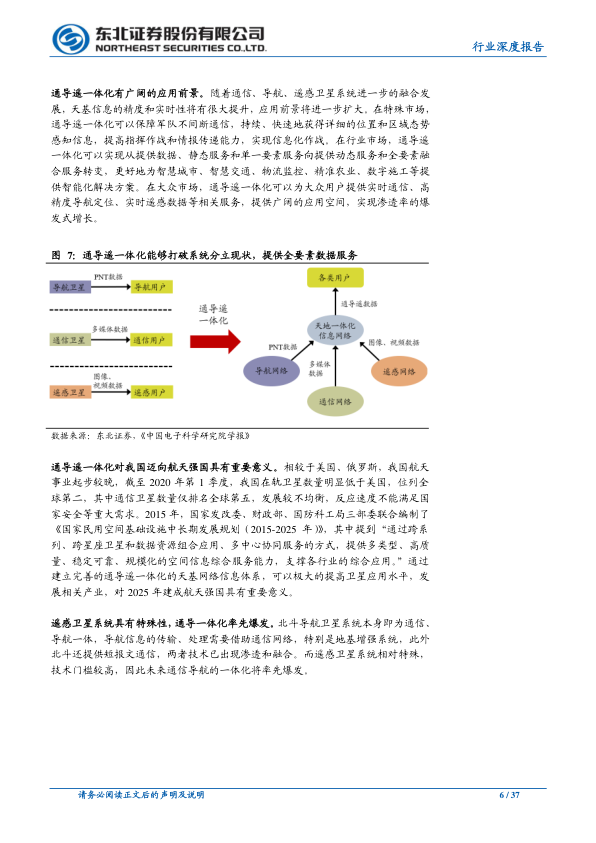 东北证券股份有限公司
NORTHEAST SECURITIES CO.,LTD.
行业深度报告
通导遥一体化有广阔的应用前景。随着通信、导航、遥感卫星系统进一步的融合发
展，天基信息的精度和实时性将有很大提升，应用前景将进一步扩大。在特殊市场，
通导遥一体化可以保障军队不间断通信，持续、快速地获得详细的位置和区域态势
感知信息，提高指挥作战和情报传递能力，实现信息化作战。在行业市场，通导遥
一体化可以实现从提供数据、静态服务和单一要素服务向提供动态服务和全要素融
合服务转变，更好地为智慧城市、智慧交通、物流监控、精准农业、数字施工等提
供智能化解决方案。在大众市场，通导遥一体化可以为大众用户提供实时通信、高
精度导航定位、实时遥感数据等相关服务，提供广阔的应用空间，实现渗透率的爆
发式增长。
图 7：通导遥一体化能够打破系统分立现状，提供全要素数据服务
导航卫星
PNT数据
导航用户
通信卫星
多媒体数据
通信用户
遥感卫星
图像、
视频数据
遥感用户
通导遥
一体化
各类用户
通导遥数据
天地一体化
信息网络
PNT数据
多媒体
数据
图像、视频数据
导航网络
遥感网络
通信网络
数据来源：东北证券，《中国电子科学研究院学报》
通导遥一体化对我国迈向航天强国具有重要意义。相较于美国、俄罗斯，我国航天
事业起步较晚，截至 2020 年第 1 季度，我国在轨卫星数量明显低于美国，位列全
球第二，其中通信卫星数量仅排名全球第五，发展较不均衡，反应速度不能满足国
家安全等重大需求。2015 年，国家发改委、财政部、国防科工局三部委联合编制了
《国家民用空间基础设施中长期发展规划（2015-2025 年）》，其中提到“通过跨系
列、跨星座卫星和数据资源组合应用、多中心协同服务的方式，提供多类型、高质
量、稳定可靠、规模化的空间信息综合服务能力，支撑各行业的综合应用。”通过
建立完善的通导遥一体化的天基网络信息体系，可以极大的提高卫星应用水平，发
展相关产业，对 2025 年建成航天强国具有重要意义。
遥感卫星系统具有特殊性，通导一体化率先爆发。北斗导航卫星系统本身即为通信、
导航一体，导航信息的传输、处理需要借助通信网络，特别是地基增强系统，此外
北斗还提供短报文通信，两者技术已出现渗透和融合。而遥感卫星系统相对特殊，
技术门槛较高，因此未来通信导航的一体化将率先爆发。
请务必阅读正文后的声明及说明
6 / 37